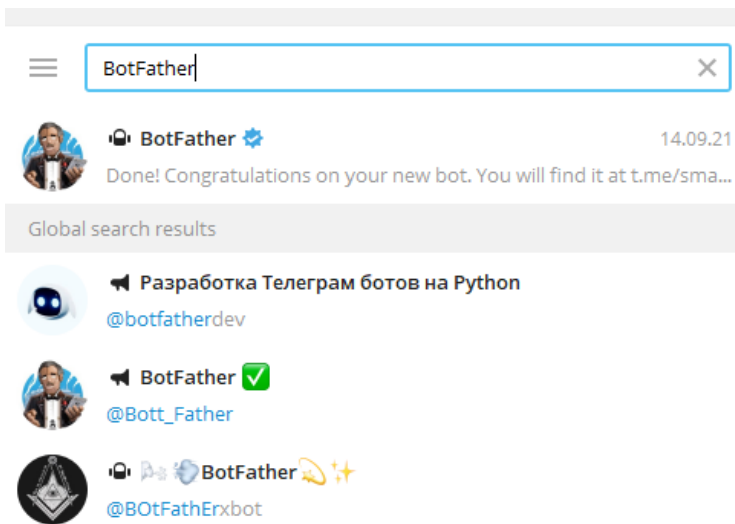 BotFather
BotFather
14.09.21
Done! Congratulations on your new bot. You will find it at t.me/sma...
Global search results
Разработка Телеграм ботов на Python
@botfatherdev
BotFather ✅
@Bott_Father
🌬️💨BotFather💫✨
@BOtFathErxbot